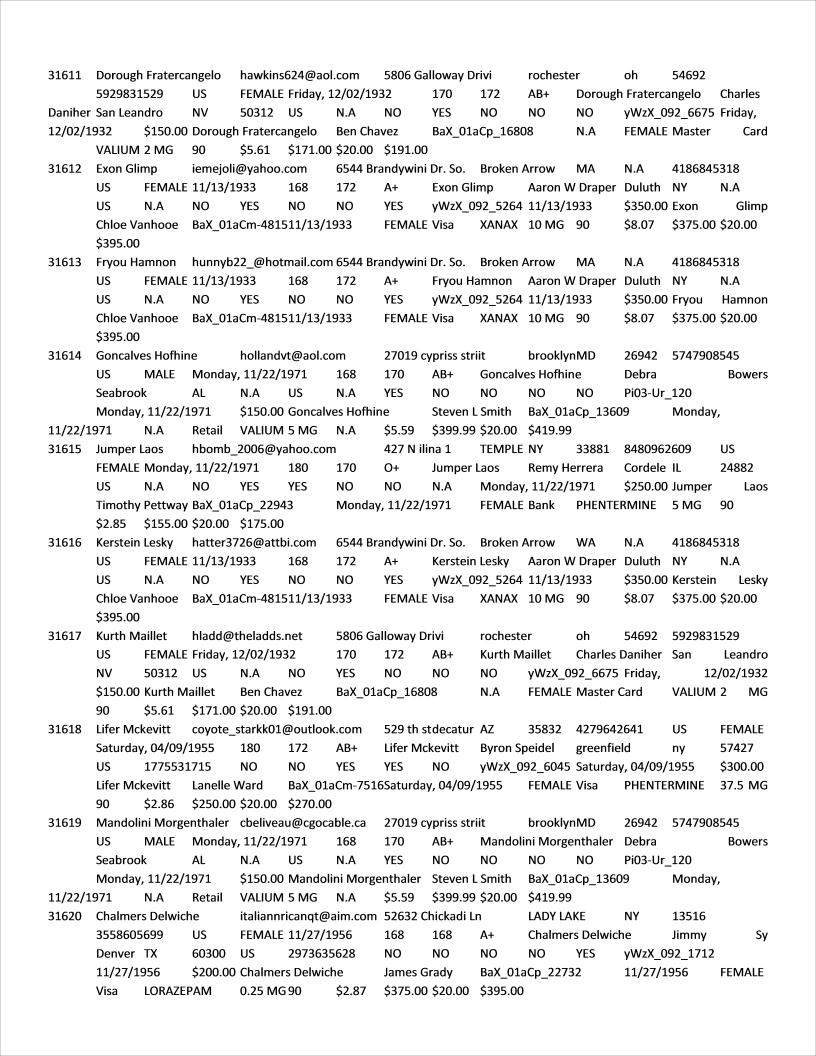 31611 Dorough Fratercangelo hawkins624@aol.com 5806 Galloway Drivi rochester oh 54692
5929831529 US FEMALE Friday, 12/02/1932 170 172 AB+ Dorough Fratercangelo Charles
Daniher San Leandro NV 50312 US N.A NO YES NO NO NO yWzX_092_6675 Friday,
12/02/1932 $150.00 Dorough Fratercangelo Ben Chavez BaX_01aCp_16808 N.A FEMALE Master Card
VALIUM 2 MG 90 $5.61 $171.00 $20.00 $191.00
31612 Exon Glimp iemejoli@yahoo.com 6544 Brandywini Dr. So. Broken Arrow MA N.A 4186845318
US FEMALE 11/13/1933 168 172 A+ Exon Glimp Aaron W Draper Duluth NY N.A
US N.A NO YES NO NO YES yWzX_092_5264 11/13/1933 $350.00 Exon Glimp
Chloe Vanhooe BaX_01aCm-481511/13/1933 FEMALE Visa XANAX 10 MG 90 $8.07 $375.00 $20.00
$395.00
31613 Fryou Hamnon hunnyb22_@hotmail.com 6544 Brandywini Dr. So. Broken Arrow MA N.A 4186845318
US FEMALE 11/13/1933 168 172 A+ Fryou Hamnon Aaron W Draper Duluth NY N.A
US N.A NO YES NO NO YES yWzX_092_5264 11/13/1933 $350.00 Fryou Hamnon
Chloe Vanhooe BaX_01aCm-481511/13/1933 FEMALE Visa XANAX 10 MG 90 $8.07 $375.00 $20.00
$395.00
31614 Goncalves Hofhine hollandvt@aol.com 27019 cypriss striit brooklynMD 26942 5747908545
US MALE Monday, 11/22/1971 168 170 AB+ Goncalves Hofhine Debra Bowers
Seabrook AL N.A US N.A YES NO NO NO NO Pi03-Ur_120
Monday, 11/22/1971 $150.00 Goncalves Hofhine Steven L Smith BaX_01aCp_13609 Monday,
11/22/1971 N.A Retail VALIUM 5 MG N.A $5.59 $399.99 $20.00 $419.99
31615 Jumper Laos hbomb_2006@yahoo.com 427 N ilina 1 TEMPLE NY 33881 8480962609 US
FEMALE Monday, 11/22/1971 180 170 O+ Jumper Laos Remy Herrera Cordele IL 24882
US N.A NO YES YES NO NO N.A Monday, 11/22/1971 $250.00 Jumper Laos
Timothy Pettway BaX_01aCp_22943 Monday, 11/22/1971 FEMALE Bank PHENTERMINE 5 MG 90
$2.85 $155.00 $20.00 $175.00
31616 Kerstein Lesky hatter3726@attbi.com 6544 Brandywini Dr. So. Broken Arrow WA N.A 4186845318
US FEMALE 11/13/1933 168 172 A+ Kerstein Lesky Aaron W Draper Duluth NY N.A
US N.A NO YES NO NO YES yWzX_092_5264 11/13/1933 $350.00 Kerstein Lesky
Chloe Vanhooe BaX_01aCm-481511/13/1933 FEMALE Visa XANAX 10 MG 90 $8.07 $375.00 $20.00
$395.00
31617 Kurth Maillet hladd@theladds.net 5806 Galloway Drivi rochester oh 54692 5929831529
US FEMALE Friday, 12/02/1932 170 172 AB+ Kurth Maillet Charles Daniher San Leandro
NV 50312 US N.A NO YES NO NO NO yWzX_092_6675 Friday, 12/02/1932
$150.00 Kurth Maillet Ben Chavez BaX_01aCp_16808 N.A FEMALE Master Card VALIUM 2 MG
90 $5.61 $171.00 $20.00 $191.00
31618 Lifer Mckevitt coyote_starkk01@outlook.com 529 th stdecatur AZ 35832 4279642641 US FEMALE
Saturday, 04/09/1955 180 172 AB+ Lifer Mckevitt Byron Speidel greenfield ny 57427
US 1775531715 NO NO YES YES NO yWzX_092_6045 Saturday, 04/09/1955 $300.00
Lifer Mckevitt Lanelle Ward BaX_01aCm-7516Saturday, 04/09/1955 FEMALE Visa PHENTERMINE 37.5 MG
90 $2.86 $250.00 $20.00 $270.00
31619 Mandolini Morgenthaler cbeliveau@cgocable.ca 27019 cypriss striit brooklynMD 26942 5747908545
US MALE Monday, 11/22/1971 168 170 AB+ Mandolini Morgenthaler Debra Bowers
Seabrook AL N.A US N.A YES NO NO NO NO Pi03-Ur_120
Monday, 11/22/1971 $150.00 Mandolini Morgenthaler Steven L Smith BaX_01aCp_13609 Monday,
11/22/1971 N.A Retail VALIUM 5 MG N.A $5.59 $399.99 $20.00 $419.99
31620 Chalmers Delwiche italiannricanqt@aim.com 52632 Chickadi Ln LADY LAKE NY 13516
3558605699 US FEMALE 11/27/1956 168 168 A+ Chalmers Delwiche Jimmy Sy
Denver TX 60300 US 2973635628 NO NO NO NO YES yWzX_092_1712
11/27/1956 $200.00 Chalmers Delwiche James Grady BaX_01aCp_22732 11/27/1956 FEMALE
Visa LORAZEPAM 0.25 MG 90 $2.87 $375.00 $20.00 $395.00